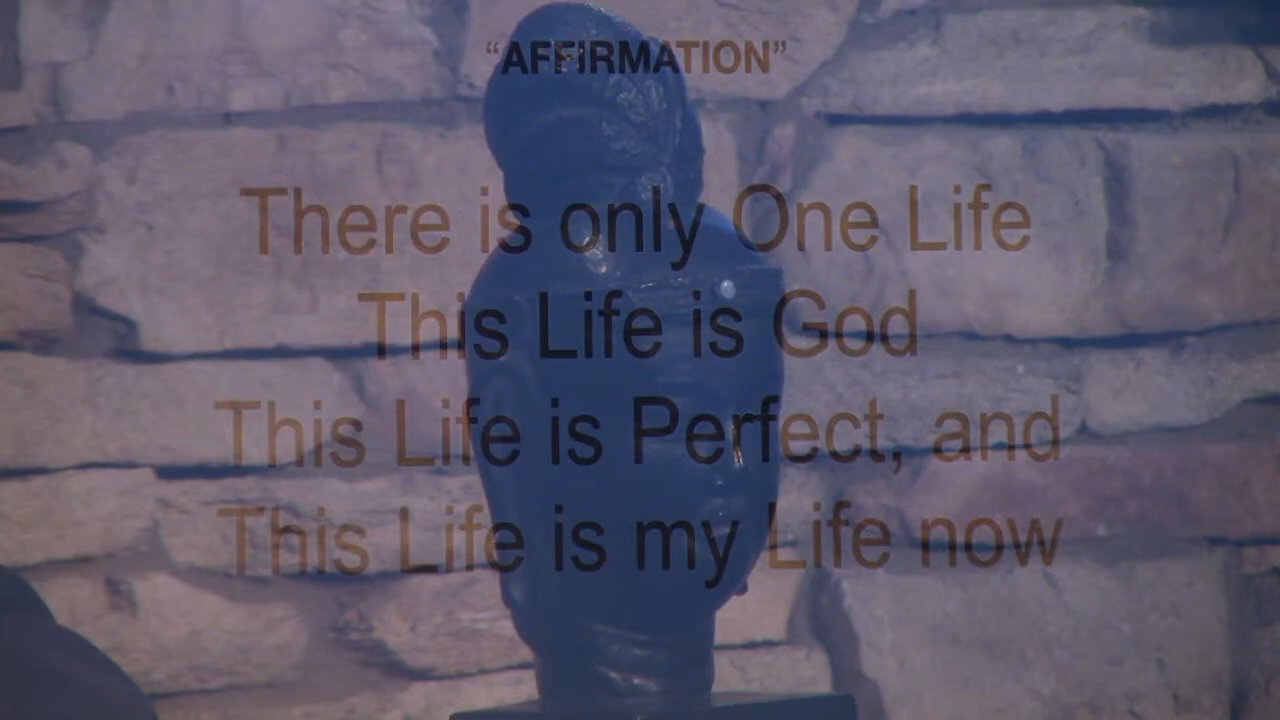 “AFFIRMATION”
There is only One Life
This Life is God
This Life is Perfect, and
This Life is my Life now